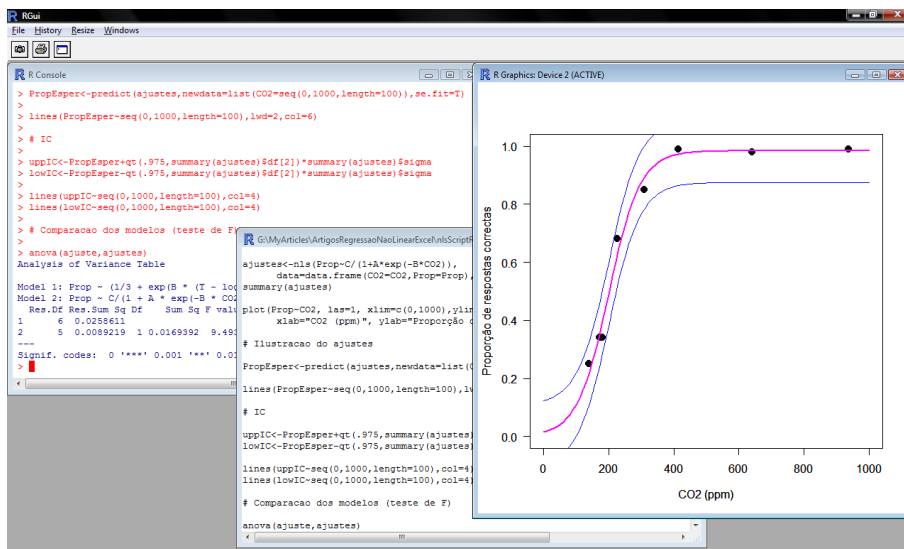 RGui
File History Resize Windows
R Console
> PropEsper<-predict(ajustes,newdata=list(CO2=seq(0,1000,length=100)),se.fit=T)
>
> lines(PropEsper~seq(0,1000,length=100),lwd=2,col=6)
>
> # IC
>
> uppIC<-PropEsper+qt(.975,summary(ajustes)$df[2])*summary(ajustes)$sigma
> lowIC<-PropEsper-qt(.975,summary(ajustes)$df[2])*summary(ajustes)$sigma
>
> lines(uppIC~seq(0,1000,length=100),col=4)
> lines(lowIC~seq(0,1000,length=100),col=4)
>
> # Comparacao dos modelos (teste de F)
>
> anova(ajuste,ajustes)
Analysis of Variance Table
Model 1: Prop ~ (1/3 + exp(B * (T - log
Model 2: Prop ~ C/(1 + A * exp(-B * CO2
Res.Df Res.Sum Sq Df Sum Sq F valu
1 6 0.0258611
2 5 0.0089219 1 0.0169392 9.493
---
Signif. codes: 0 '***' 0.001 '**' 0.01
>
G:\MyArticles\ArtigosRegressaoNaoLinearExcel\nlsScriptR
ajustes<-nls(Prop~C/(1+A*exp(-B*CO2)),
data=data.frame(CO2=CO2,Prop=Prop),
summary(ajustes)
plot(Prop~CO2, las=1, xlim=c(0,1000),ylim
xlab="CO2 (ppm)", ylab="Proporção
# Ilustracao do ajustes
PropEsper<-predict(ajustes,newdata=list(
lines(PropEsper~seq(0,1000,length=100),lw
# IC
uppIC<-PropEsper+qt(.975,summary(ajustes)
lowIC<-PropEsper-qt(.975,summary(ajustes)
lines(uppIC~seq(0,1000,length=100),col=4)
lines(lowIC~seq(0,1000,length=100),col=4)
# Comparacao dos modelos (teste de F)
anova(ajuste,ajustes)
R Graphics: Device 2 (ACTIVE)
Proporção de respostas correctas
1.0
0.8
0.6
0.4
0.2
0.0
0 200 400 600 800 1000
CO2 (ppm)